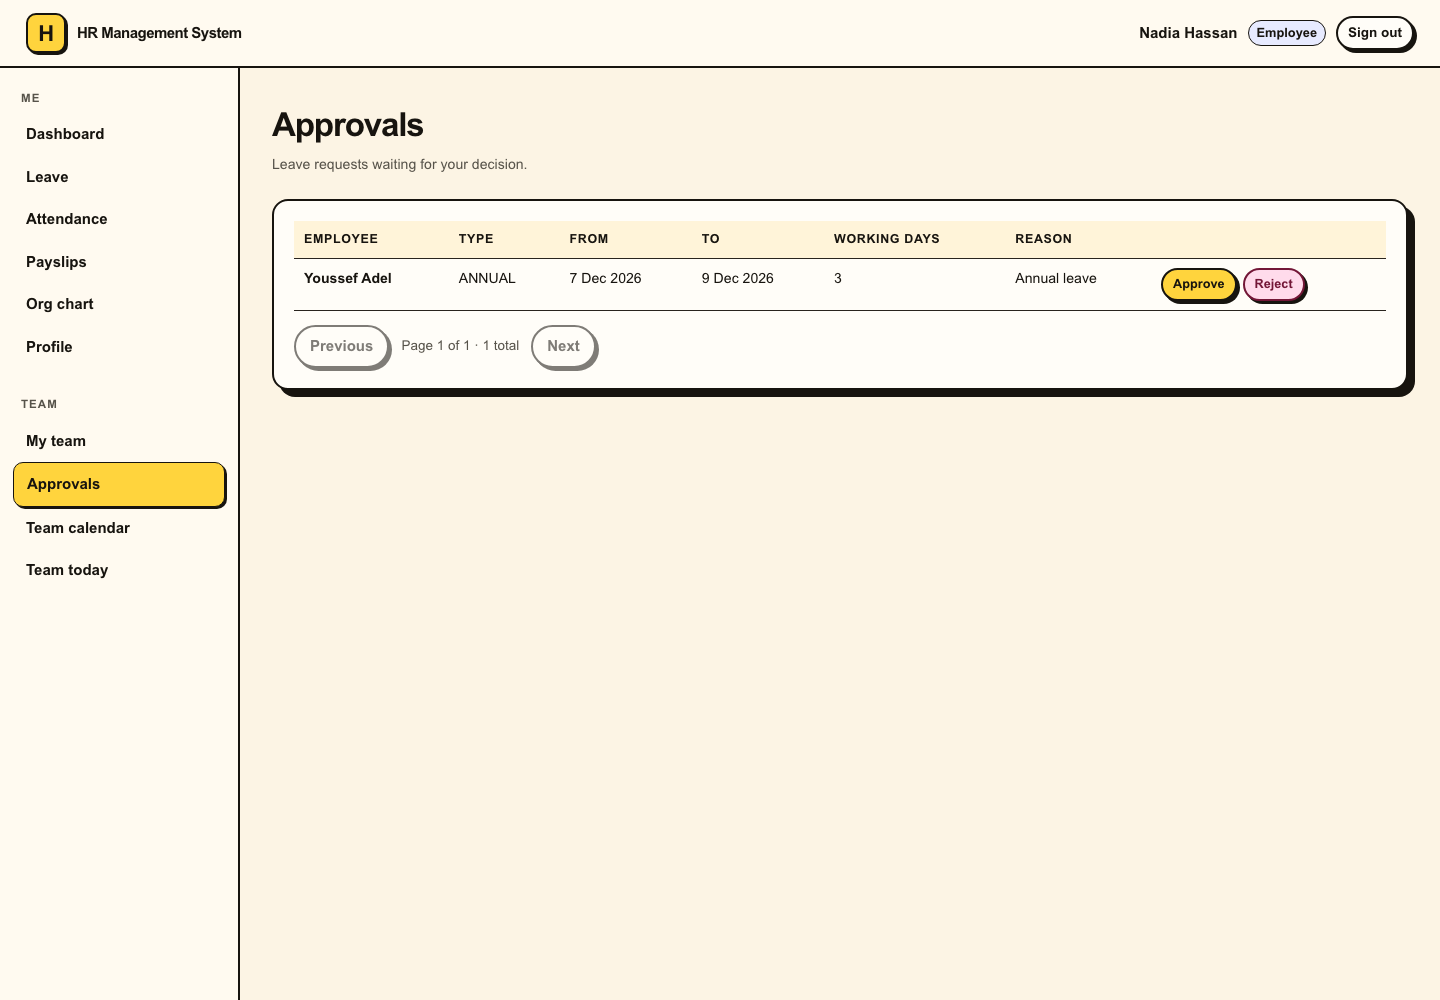 H HR Management System
Nadia Hassan Employee Sign out
ME
Dashboard
Leave
Attendance
Payslips
Org chart
Profile
TEAM
My team
Approvals
Team calendar
Team today
Approvals
Leave requests waiting for your decision.
EMPLOYEE TYPE FROM TO WORKING DAYS REASON
Youssef Adel ANNUAL 7 Dec 2026 9 Dec 2026 3 Annual leave Approve Reject
Previous Page 1 of 1 · 1 total Next